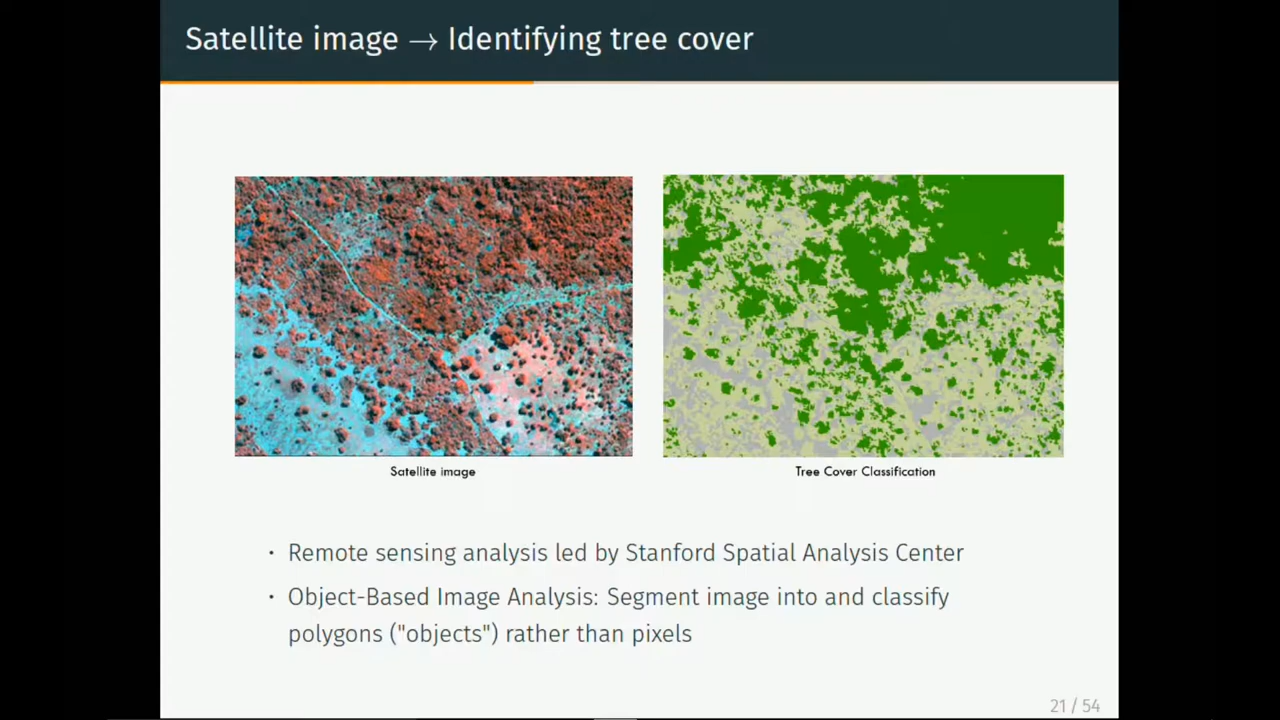 Satellite image → Identifying tree cover
Satellite image
Tree Cover Classification
• Remote sensing analysis led by Stanford Spatial Analysis Center
• Object-Based Image Analysis: Segment image into and classify
polygons ("objects") rather than pixels
21 / 54